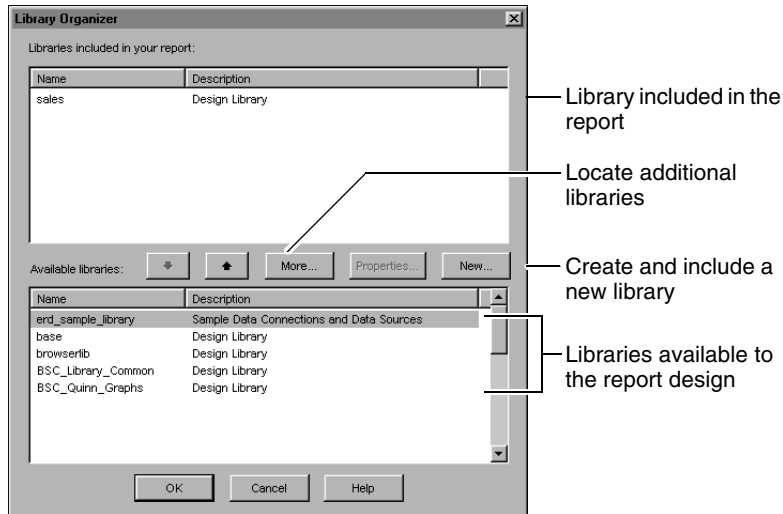 Library Organizer
Libraries included in your report:
Name Description
sales Design Library
Library included in the
report
Locate additional
libraries
Available libraries: More... Properties... New...
Create and include a
new library
Name Description
erd_sample_library Sample Data Connections and Data Sources
base Design Library
browserlib Design Library
BSC_Library_Common Design Library
BSC_Quinn_Graphs Design Library
Libraries available to
the report design
OK Cancel Help